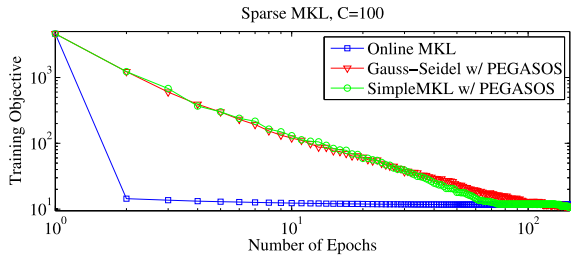 Sparse MKL, C=100
Training Objective
10^3
10^2
10^1
Online MKL
Gauss−Seidel w/ PEGASOS
SimpleMKL w/ PEGASOS
10^0
10^1
10^2
Number of Epochs